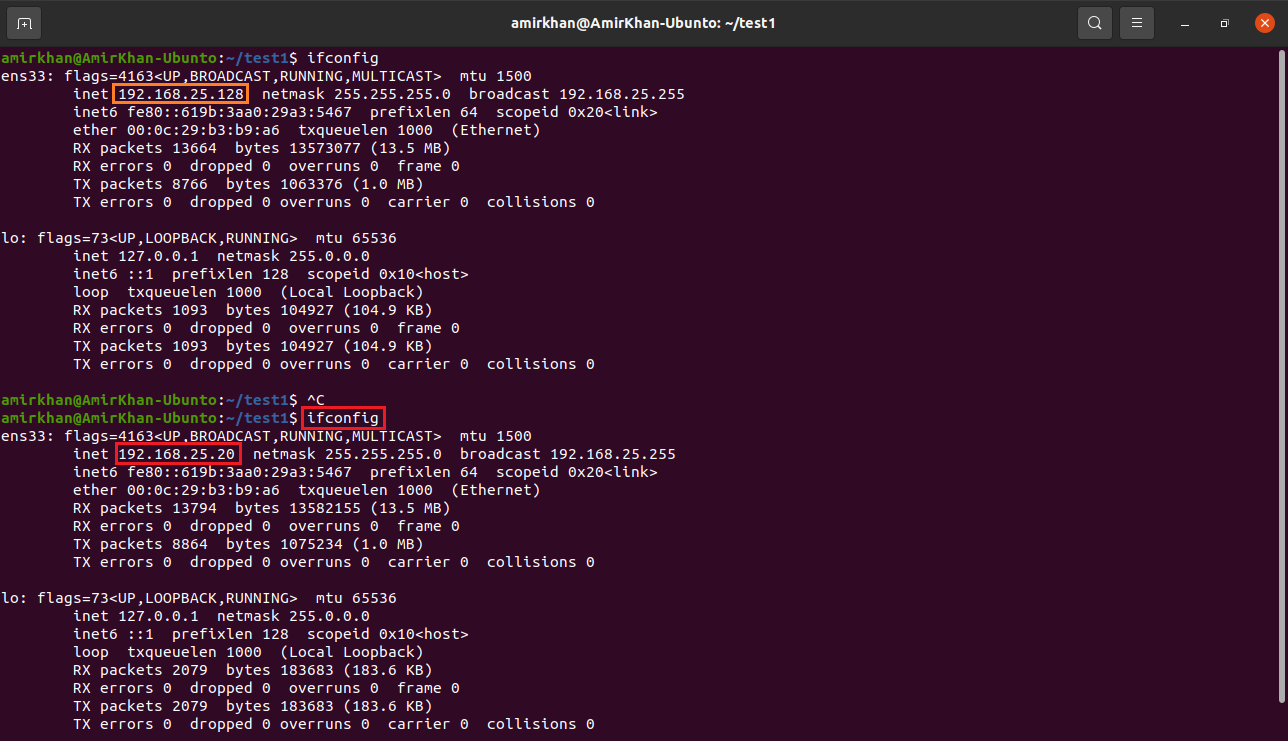 amirkhan@AmirKhan-Ubunto: ~/test1
amirkhan@AmirKhan-Ubunto:~/test1$ ifconfig
ens33: flags=4163<UP,BROADCAST,RUNNING,MULTICAST>  mtu 1500
        inet 192.168.25.128  netmask 255.255.255.0  broadcast 192.168.25.255
        inet6 fe80::619b:3aa0:29a3:5467  prefixlen 64  scopeid 0x20<link>
        ether 00:0c:29:b3:b9:a6  txqueuelen 1000  (Ethernet)
        RX packets 13664  bytes 13573077 (13.5 MB)
        RX errors 0  dropped 0  overruns 0  frame 0
        TX packets 8766  bytes 1063376 (1.0 MB)
        TX errors 0  dropped 0 overruns 0  carrier 0  collisions 0

lo: flags=73<UP,LOOPBACK,RUNNING>  mtu 65536
        inet 127.0.0.1  netmask 255.0.0.0
        inet6 ::1  prefixlen 128  scopeid 0x10<host>
        loop  txqueuelen 1000  (Local Loopback)
        RX packets 1093  bytes 104927 (104.9 KB)
        RX errors 0  dropped 0  overruns 0  frame 0
        TX packets 1093  bytes 104927 (104.9 KB)
        TX errors 0  dropped 0 overruns 0  carrier 0  collisions 0

amirkhan@AmirKhan-Ubunto:~/test1$ ^C
amirkhan@AmirKhan-Ubunto:~/test1$ ifconfig
ens33: flags=4163<UP,BROADCAST,RUNNING,MULTICAST>  mtu 1500
        inet 192.168.25.20  netmask 255.255.255.0  broadcast 192.168.25.255
        inet6 fe80::619b:3aa0:29a3:5467  prefixlen 64  scopeid 0x20<link>
        ether 00:0c:29:b3:b9:a6  txqueuelen 1000  (Ethernet)
        RX packets 13794  bytes 13582155 (13.5 MB)
        RX errors 0  dropped 0  overruns 0  frame 0
        TX packets 8864  bytes 1075234 (1.0 MB)
        TX errors 0  dropped 0 overruns 0  carrier 0  collisions 0

lo: flags=73<UP,LOOPBACK,RUNNING>  mtu 65536
        inet 127.0.0.1  netmask 255.0.0.0
        inet6 ::1  prefixlen 128  scopeid 0x10<host>
        loop  txqueuelen 1000  (Local Loopback)
        RX packets 2079  bytes 183683 (183.6 KB)
        RX errors 0  dropped 0  overruns 0  frame 0
        TX packets 2079  bytes 183683 (183.6 KB)
        TX errors 0  dropped 0 overruns 0  carrier 0  collisions 0